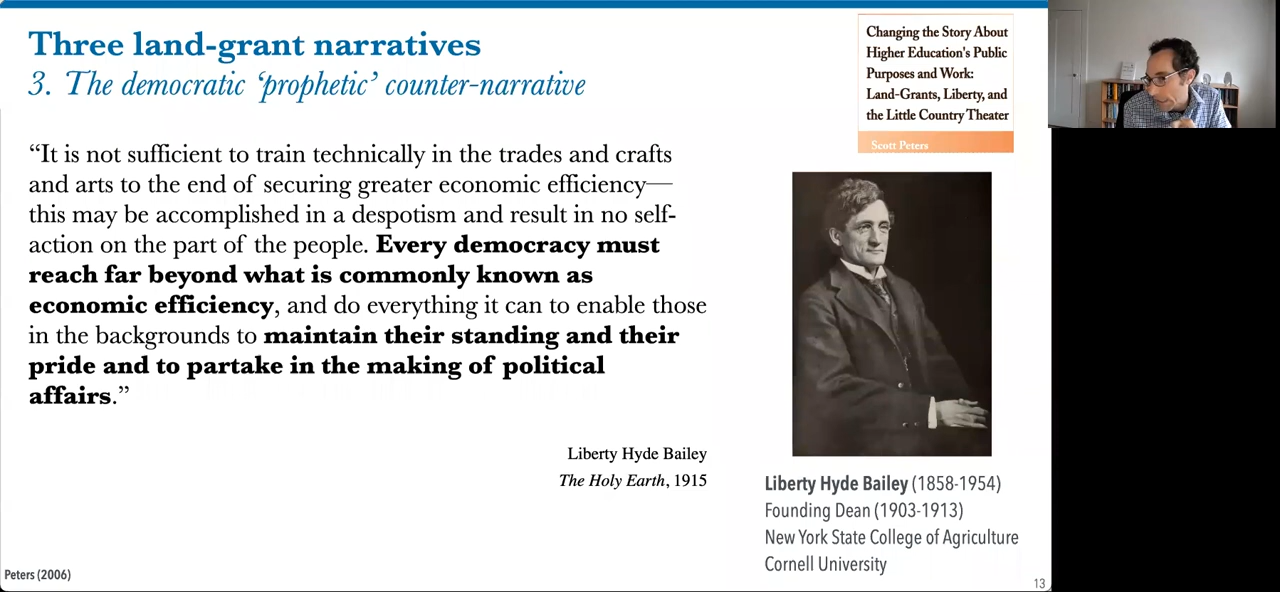 Three land-grant narratives
3. The democratic ‘prophetic’ counter-narrative
“It is not sufficient to train technically in the trades and crafts
and arts to the end of securing greater economic efficiency—
this may be accomplished in a despotism and result in no self-
action on the part of the people. Every democracy must
reach far beyond what is commonly known as
economic efficiency, and do everything it can to enable those
in the backgrounds to maintain their standing and their
pride and to partake in the making of political
affairs.”
Liberty Hyde Bailey
The Holy Earth, 1915
Peters (2006)
Changing the Story About
Higher Education's Public
Purposes and Work:
Land-Grants, Liberty, and
the Little Country Theater
Scott Peters
Liberty Hyde Bailey (1858-1954)
Founding Dean (1903-1913)
New York State College of Agriculture
Cornell University
13